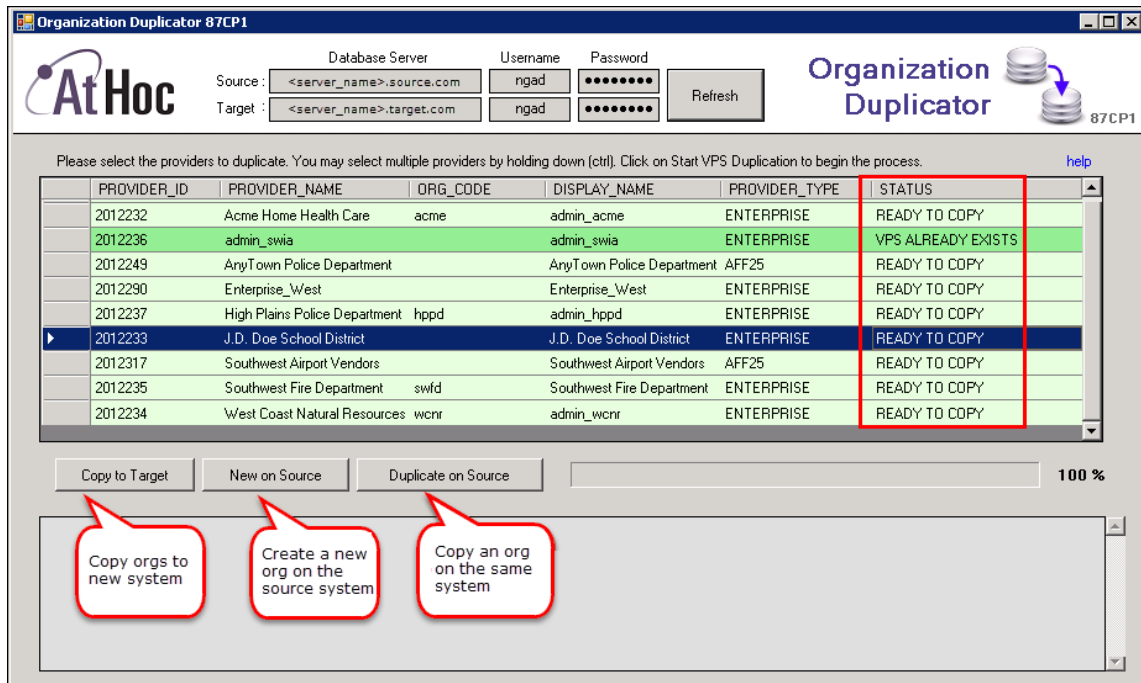 Organization Duplicator 87CP1
AtHoc
Database Server Username Password
Source : <server_name>.source.com ngad ●●●●●●●●
Target : <server_name>.target.com ngad ●●●●●●●●
Refresh
Organization
Duplicator
87CP1
Please select the providers to duplicate. You may select multiple providers by holding down (ctrl). Click on Start VPS Duplication to begin the process. help
PROVIDER_ID PROVIDER_NAME ORG_CODE DISPLAY_NAME PROVIDER_TYPE STATUS
2012232 Acme Home Health Care acme admin_acme ENTERPRISE READY TO COPY
2012236 admin_swia admin_swia ENTERPRISE VPS ALREADY EXISTS
2012249 AnyTown Police Department AnyTown Police Department AFF25 READY TO COPY
2012290 Enterprise_West Enterprise_West ENTERPRISE READY TO COPY
2012237 High Plains Police Department hppd admin_hppd ENTERPRISE READY TO COPY
2012233 J.D. Doe School District J.D. Doe School District ENTERPRISE READY TO COPY
2012317 Southwest Airport Vendors Southwest Airport Vendors AFF25 READY TO COPY
2012235 Southwest Fire Department swfd Southwest Fire Department ENTERPRISE READY TO COPY
2012234 West Coast Natural Resources wcnr admin_wcnr ENTERPRISE READY TO COPY
Copy to Target New on Source Duplicate on Source 100 %
Copy orgs to
new system
Create a new
org on the
source system
Copy an org
on the same
system